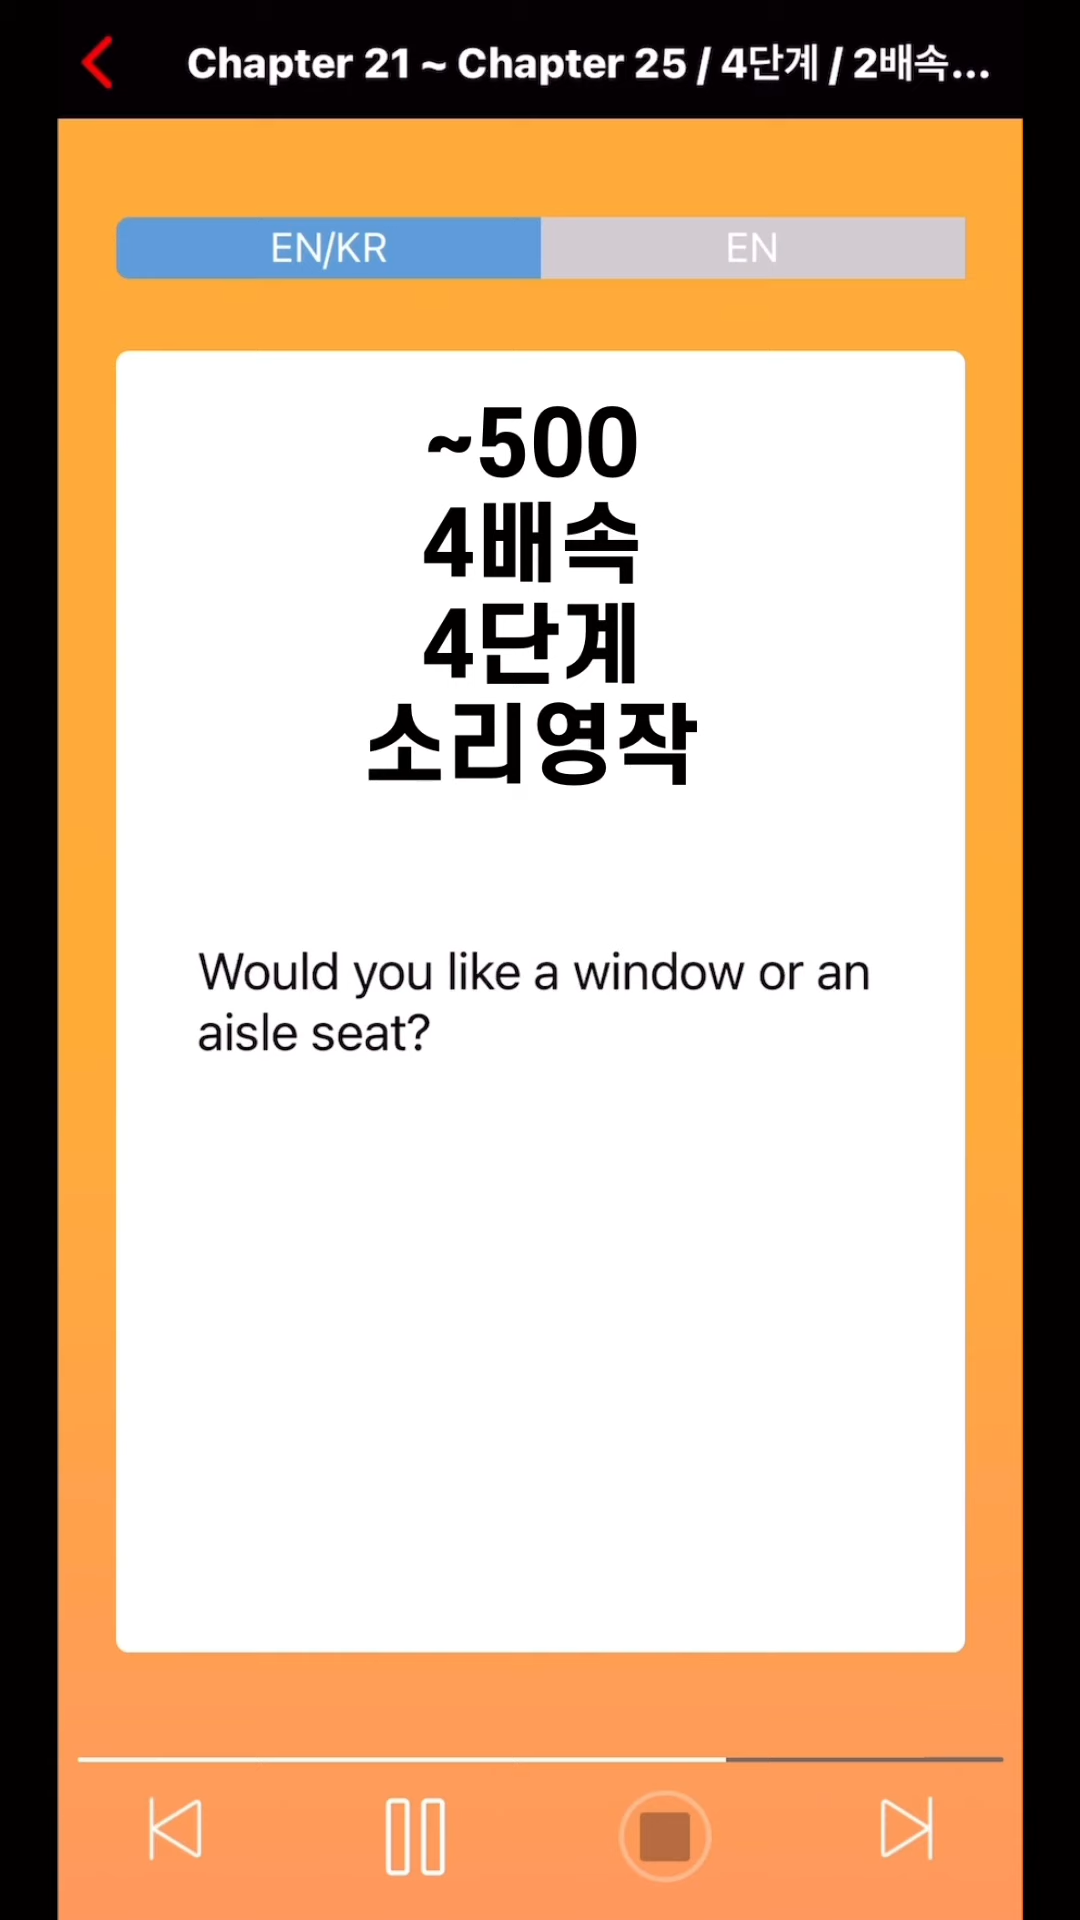 Chapter 21 ~ Chapter 25 / 4단계 / 2배속...
EN/KR
EN
~500
4배속
4단계
소리영작
Would you like a window or an
aisle seat?